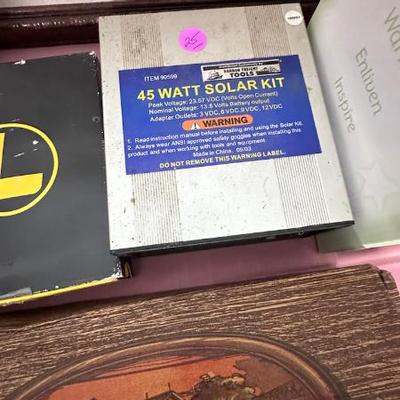 25
HARBOR FREIGHT
TOOLS
ITEM 90599
45 WATT SOLAR KIT
Peak Voltage: 23.57 VDC (Volts Open Current)
Nominal Voltage: 13.5 Volts Battery output
Adapter Outlets: 3 VDC, 6 VDC, 9 VDC, 12VDC
WARNING
1. Read instruction manual before installing and using the Solar Kit.
2. Always wear ANSI approved safety goggles when installing this
product and when working with tools and equipment.
Made in China. 05/03
DO NOT REMOVE THIS WARNING LABEL.
L
Enliven
Inspire